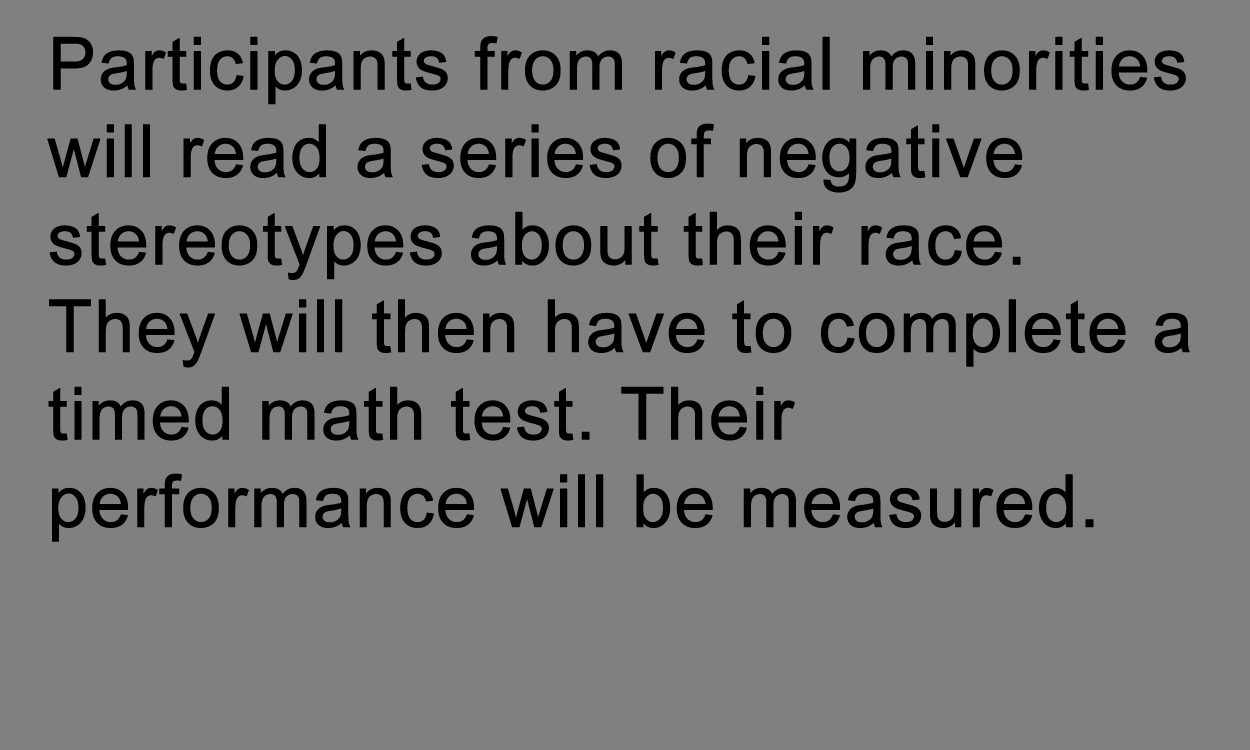 Participants from racial minorities
will read a series of negative
stereotypes about their race.
They will then have to complete a
timed math test. Their
performance will be measured.